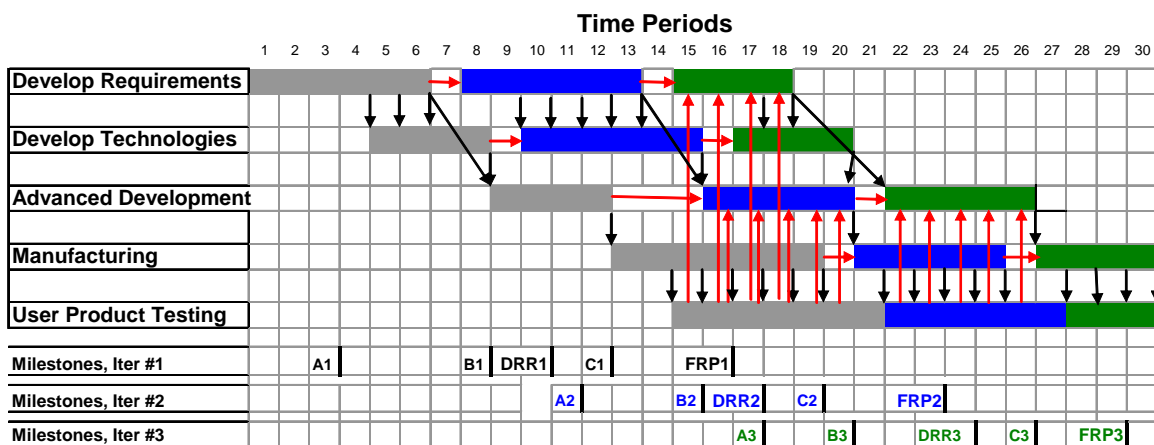 Time Periods
1 2 3 4 5 6 7 8 9 10 11 12 13 14 15 16 17 18 19 20 21 22 23 24 25 26 27 28 29 30
Develop Requirements
Develop Technologies
Advanced Development
Manufacturing
User Product Testing
Milestones, Iter #1 A1 B1 DRR1 C1 FRP1
Milestones, Iter #2 A2 B2 DRR2 C2 FRP2
Milestones, Iter #3 A3 B3 DRR3 C3 FRP3